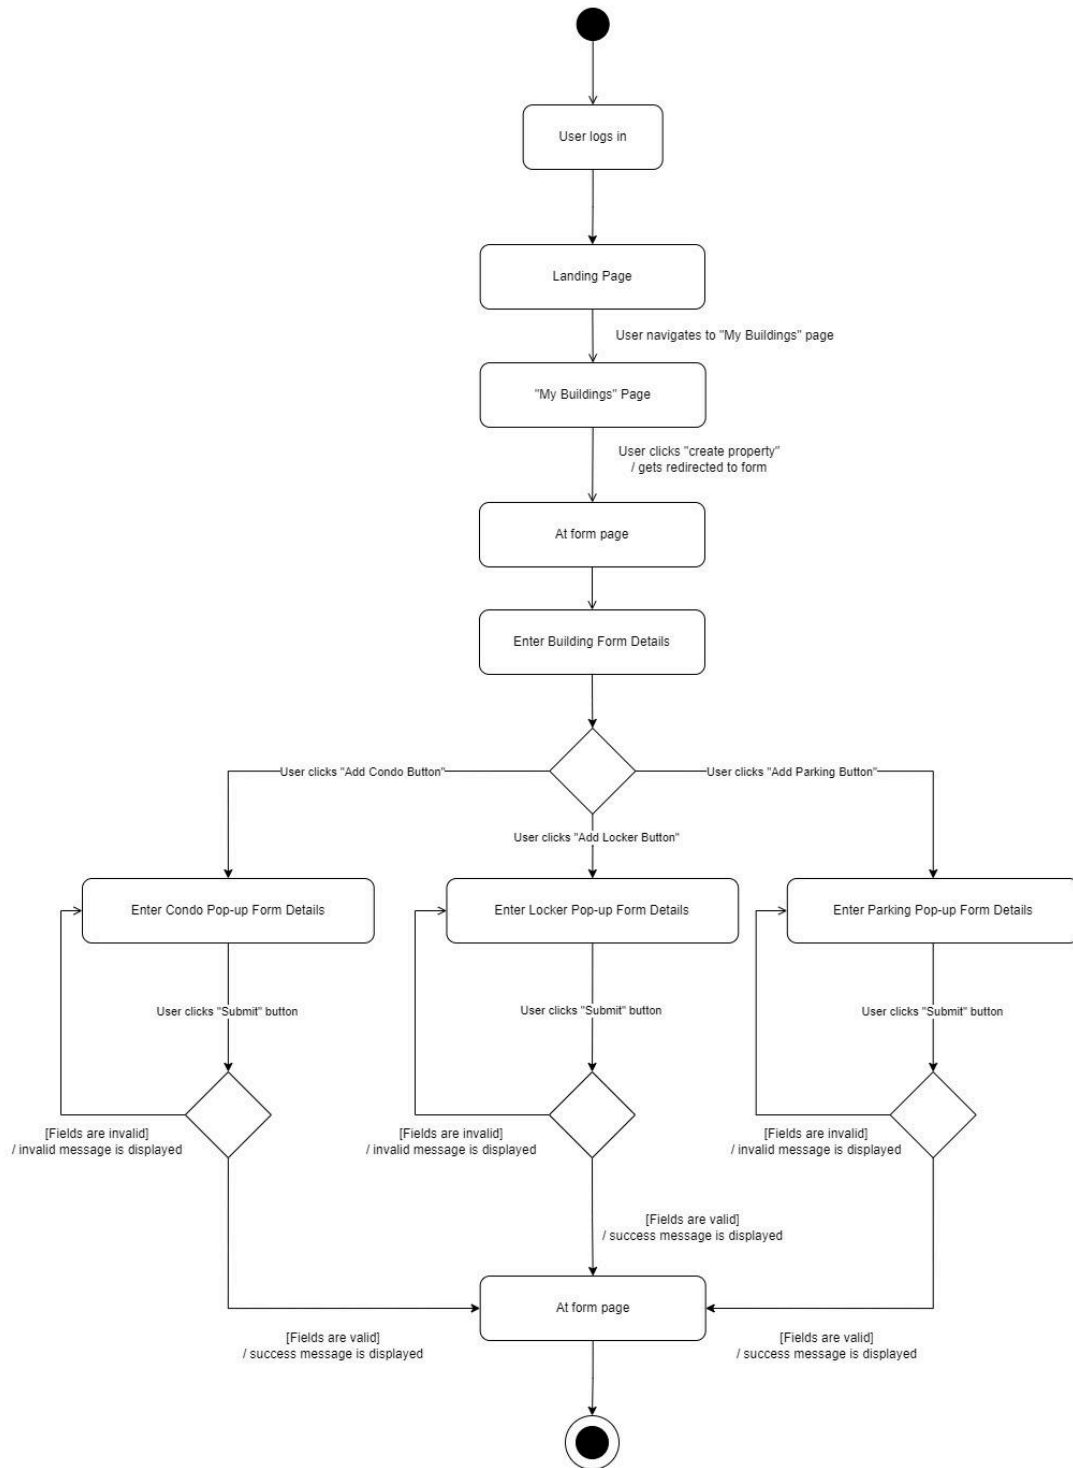 User logs in
Landing Page
User navigates to "My Buildings" page
"My Buildings" Page
User clicks "create property"
/ gets redirected to form
At form page
Enter Building Form Details
User clicks "Add Condo Button"
User clicks "Add Parking Button"
User clicks "Add Locker Button"
Enter Condo Pop-up Form Details
Enter Locker Pop-up Form Details
Enter Parking Pop-up Form Details
User clicks "Submit" button
User clicks "Submit" button
User clicks "Submit" button
[Fields are invalid]
/ invalid message is displayed
[Fields are invalid]
/ invalid message is displayed
[Fields are invalid]
/ invalid message is displayed
[Fields are valid]
/ success message is displayed
At form page
[Fields are valid]
/ success message is displayed
[Fields are valid]
/ success message is displayed